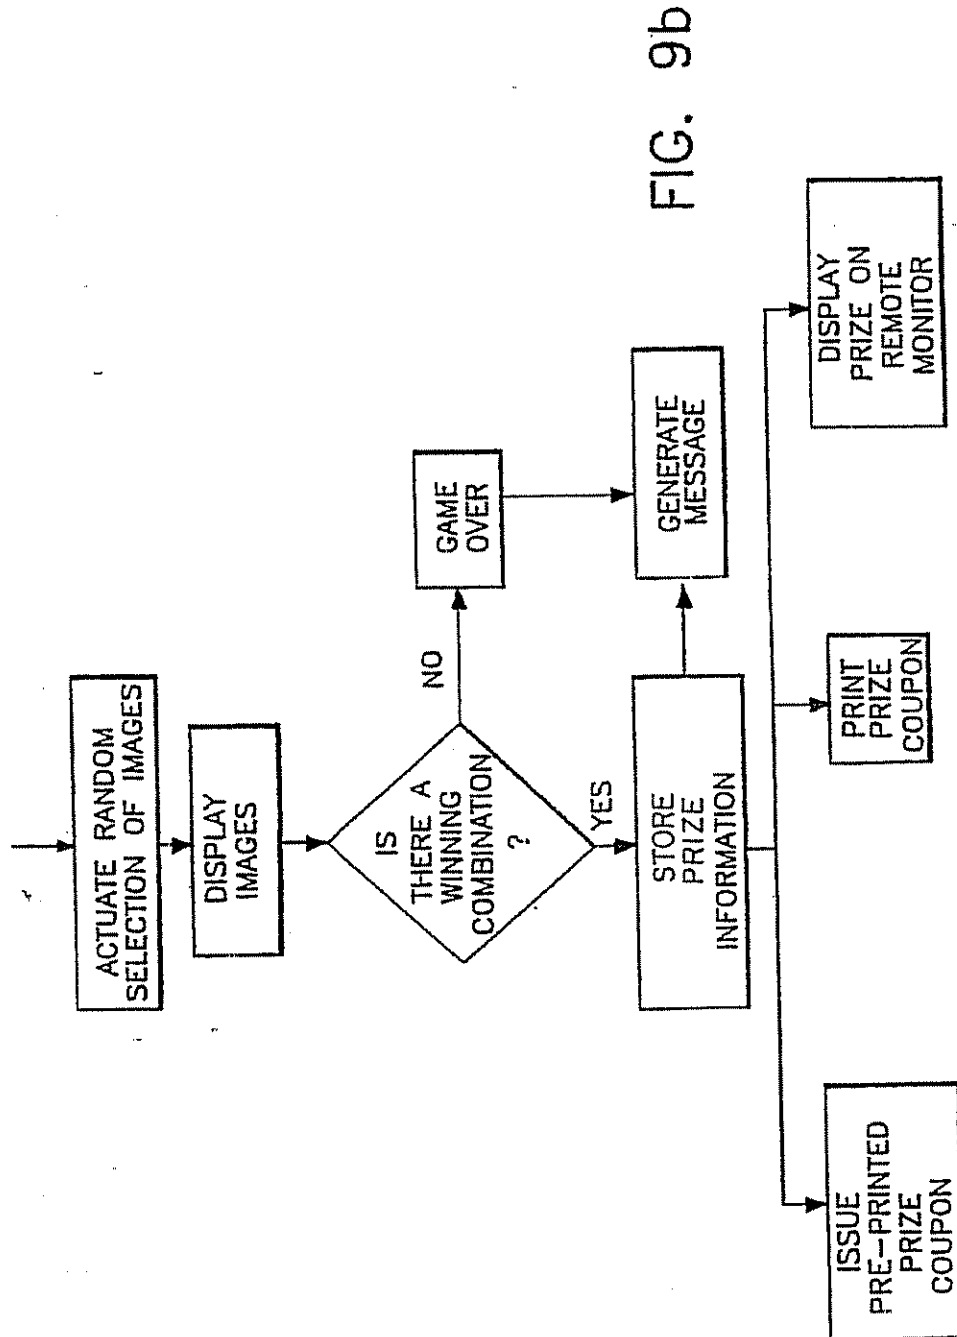 ACTUATE RANDOM
SELECTION OF IMAGES
DISPLAY
IMAGES
IS
THERE A
WINNING
COMBINATION
?
NO
GAME
OVER
YES
STORE
PRIZE
INFORMATION
GENERATE
MESSAGE
ISSUE
PRE-PRINTED
PRIZE
COUPON
PRINT
PRIZE
COUPON
DISPLAY
PRIZE ON
REMOTE
MONITOR
FIG. 9b